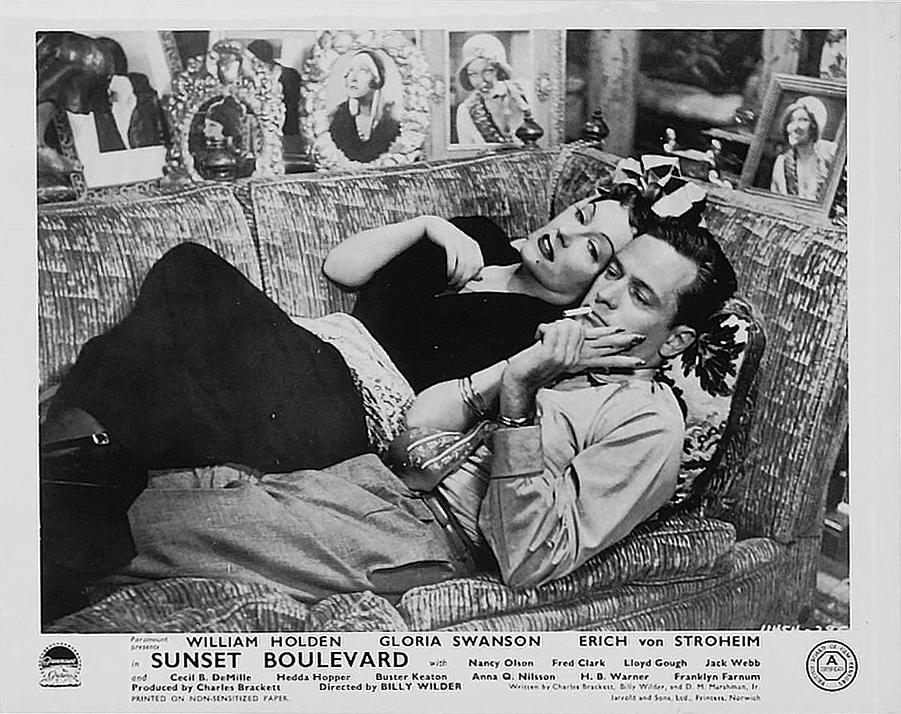 Paramount presents WILLIAM HOLDEN GLORIA SWANSON ERICH von STROHEIM
in SUNSET BOULEVARD with Nancy Olson Fred Clark Lloyd Gough Jack Webb
and Cecil B. DeMille Hedda Hopper Buster Keaton Anna Q. Nilsson H. B. Warner Franklyn Farnum
Produced by Charles Brackett Directed by BILLY WILDER Written by Charles Brackett, Billy Wilder, and D. M. Marshman, Jr.
PRINTED ON NON-SENSITIZED PAPER. Jarrold and Sons, Ltd., Printers, Norwich
Paramount
A